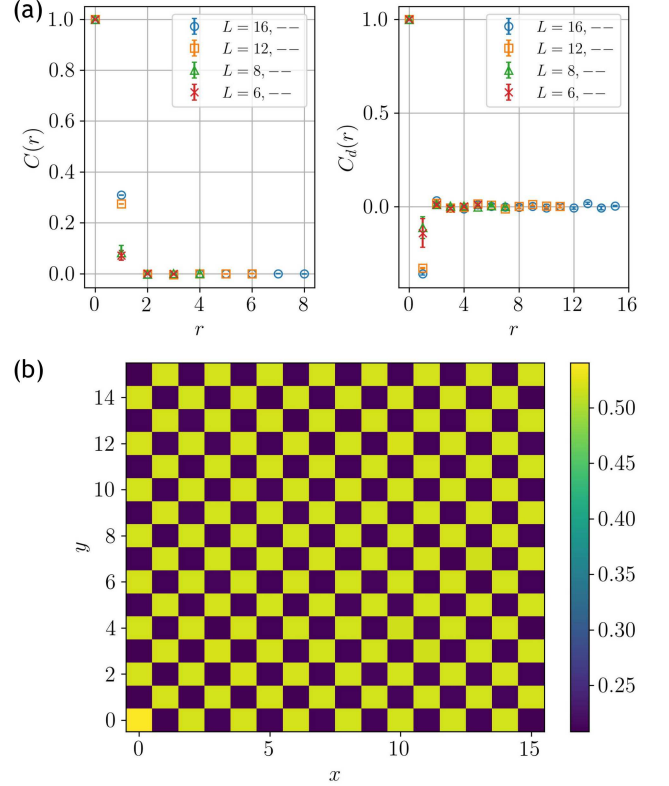 (a)
1.0
0.8
0.6
0.4
0.2
0.0
C(r)
0
2
4
6
8
r
L = 16, −−
L = 12, −−
L = 8, −−
L = 6, −−
1.0
0.5
0.0
C_d(r)
0
4
8
12
16
r
L = 16, −−
L = 12, −−
L = 8, −−
L = 6, −−
(b)
14
12
10
8
6
4
2
0
y
0
5
10
15
x
0.50
0.45
0.40
0.35
0.30
0.25